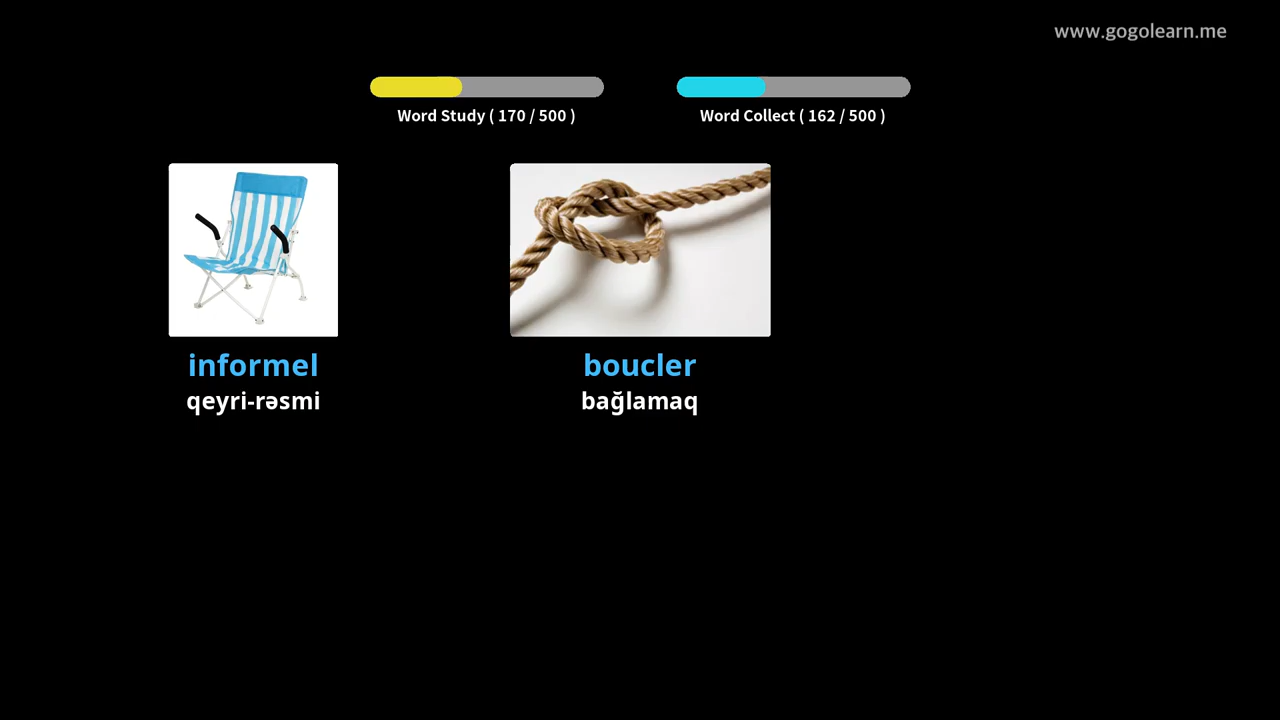 www.gogolearn.me
Word Study ( 170 / 500 )
Word Collect ( 162 / 500 )
informel
qeyri-rəsmi
boucler
bağlamaq